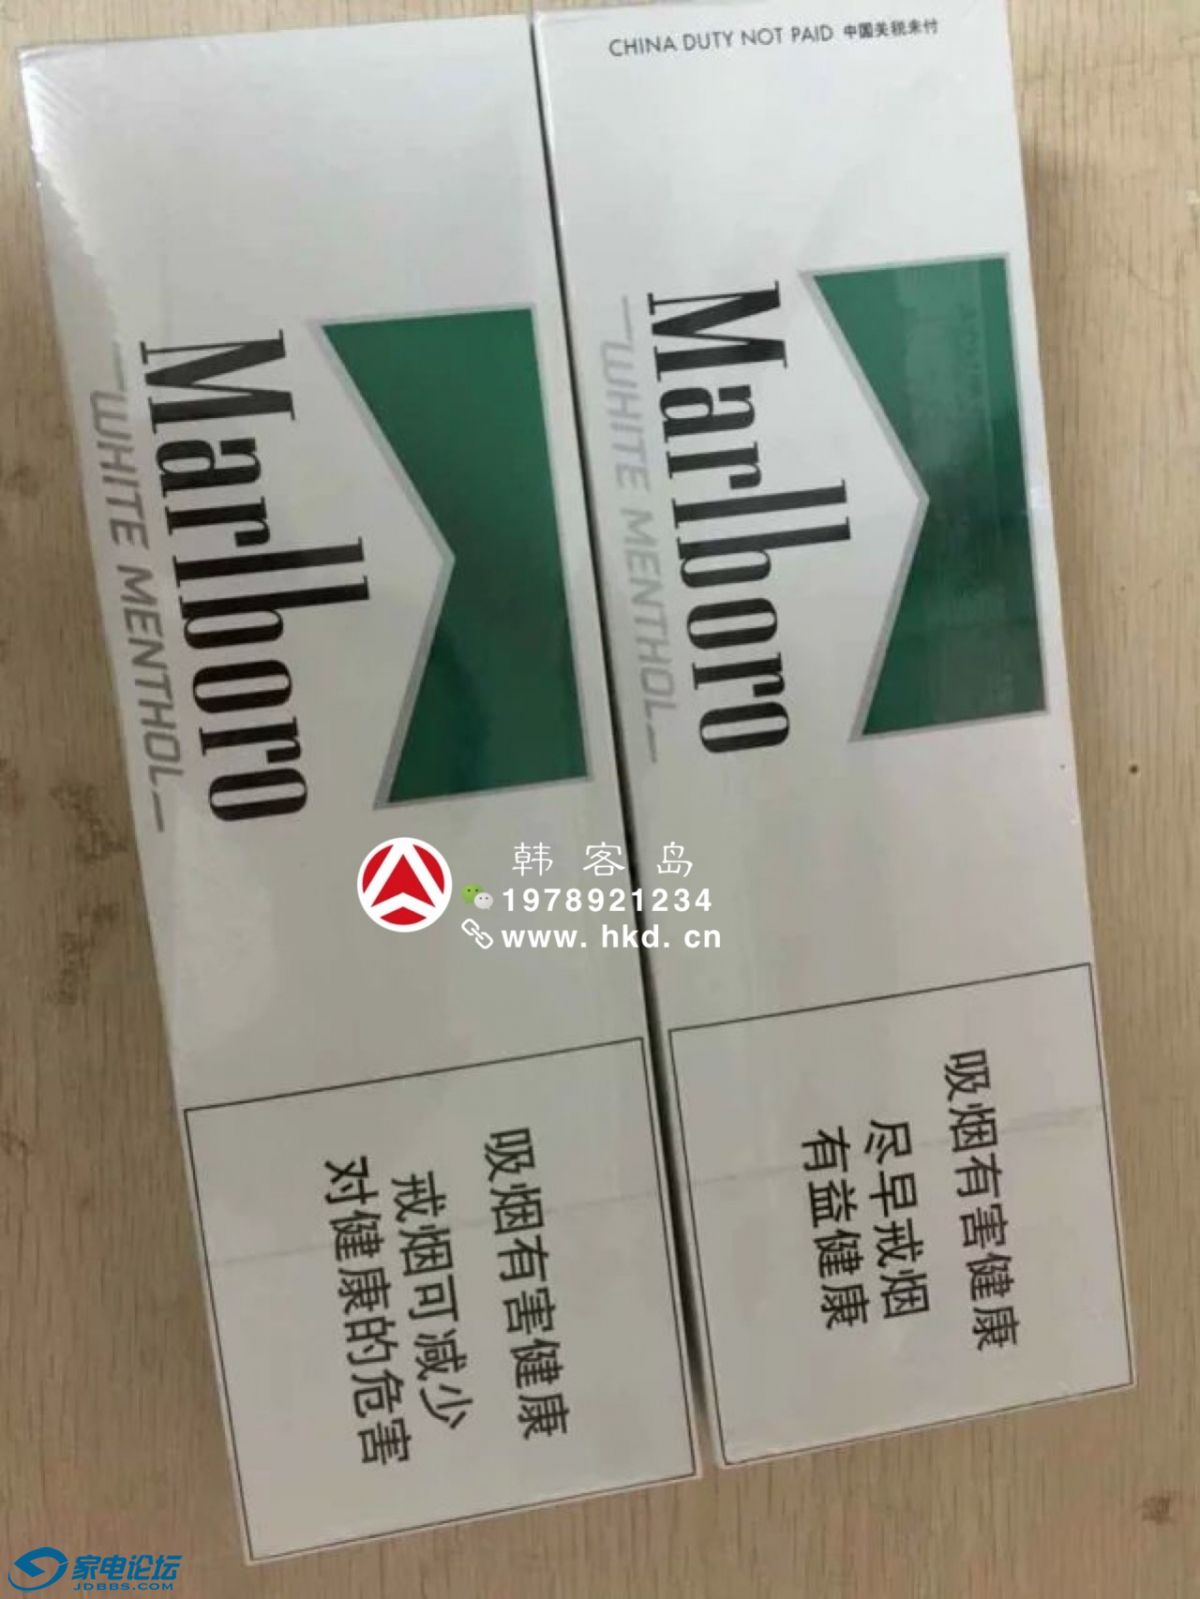 CHINA DUTY NOT PAID 中国关税未付
Marlboro
WHITE MENTHOL
Marlboro
WHITE MENTHOL
韩客岛
1978921234
www.hkd.cn
吸烟有害健康
戒烟可减少
对健康的危害
吸烟有害健康
尽早戒烟
有益健康
家电论坛
JDBBS.COM